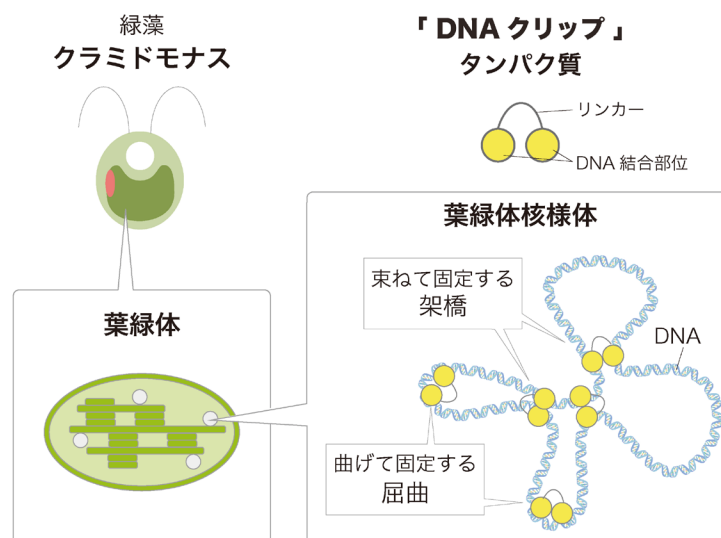 緑藻
クラミドモナス
「 DNA クリップ 」
タンパク質
リンカー
DNA 結合部位
葉緑体
葉緑体核様体
束ねて固定する
架橋
DNA
曲げて固定する
屈曲